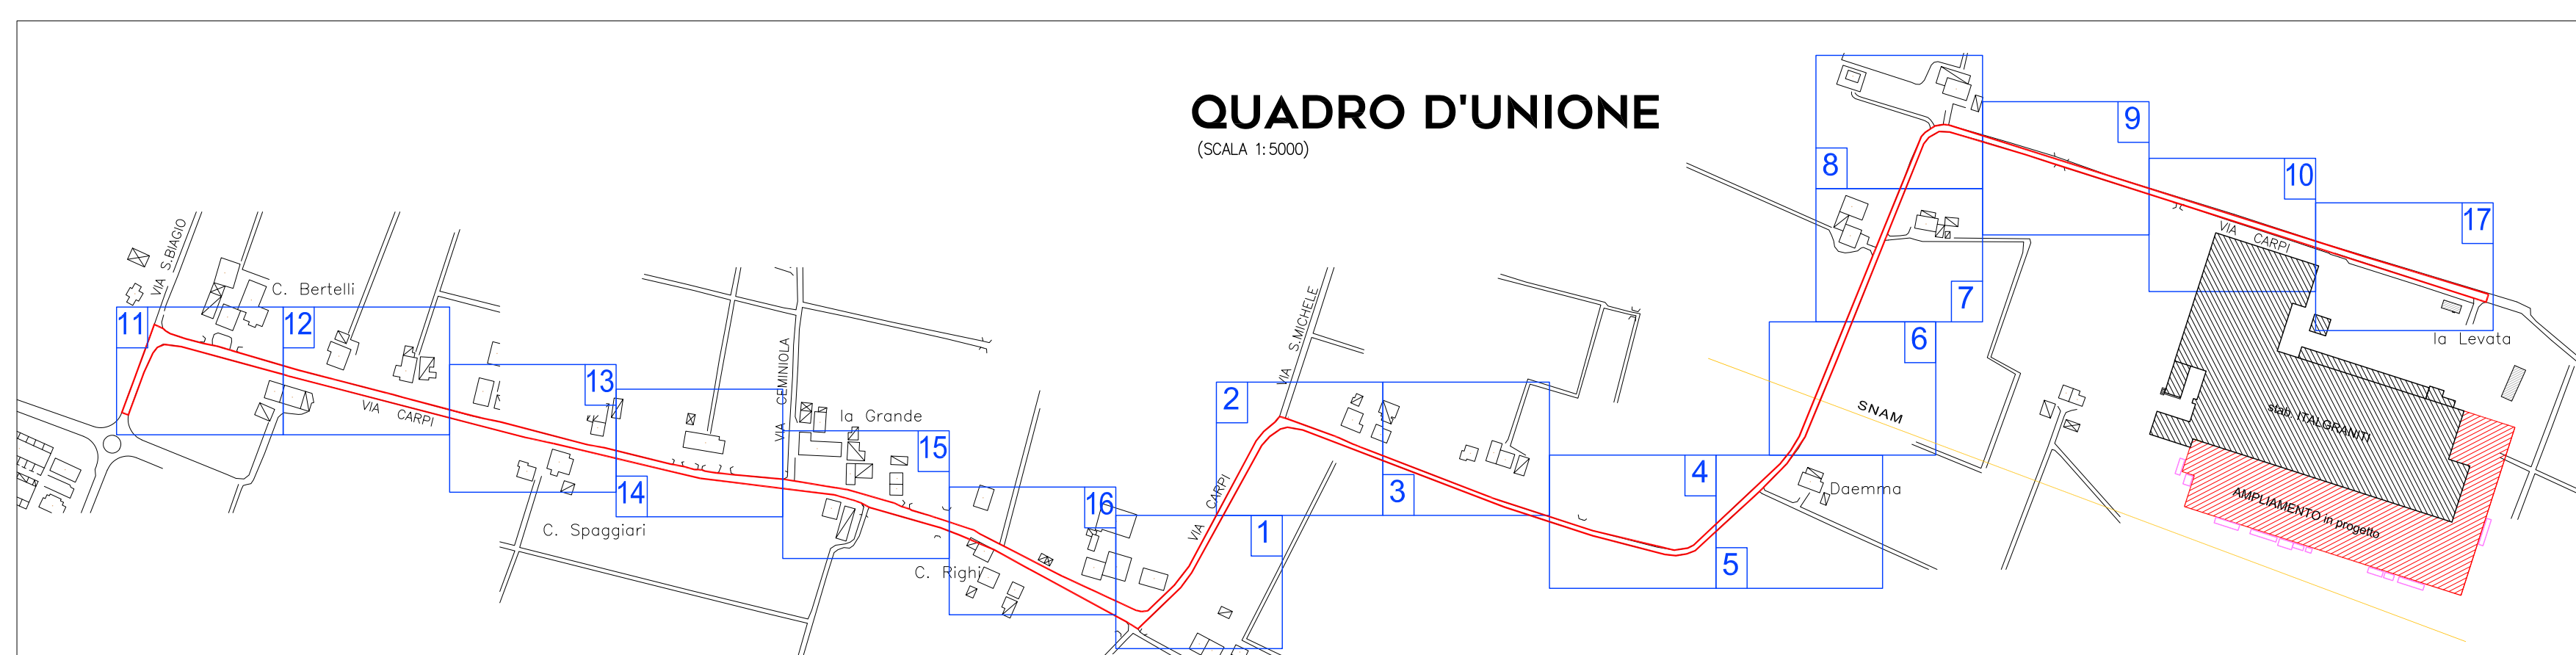 QUADRO D'UNIONE
(SCALA 1:5000)
8
9
10
17
7
6
VIA CARPI
la Levata
SNAM
stab. ITALGRANITI
AMPLIAMENTO in progetto
VIA S.BIAGIO
C. Bertelli
11
12
VIA CARPI
13
14
C. Spaggiari
VIA CEMINIOLA
la Grande
15
C. Righi
16
VIA S.MICHELE
2
VIA CARPI
1
3
4
5
Daemma